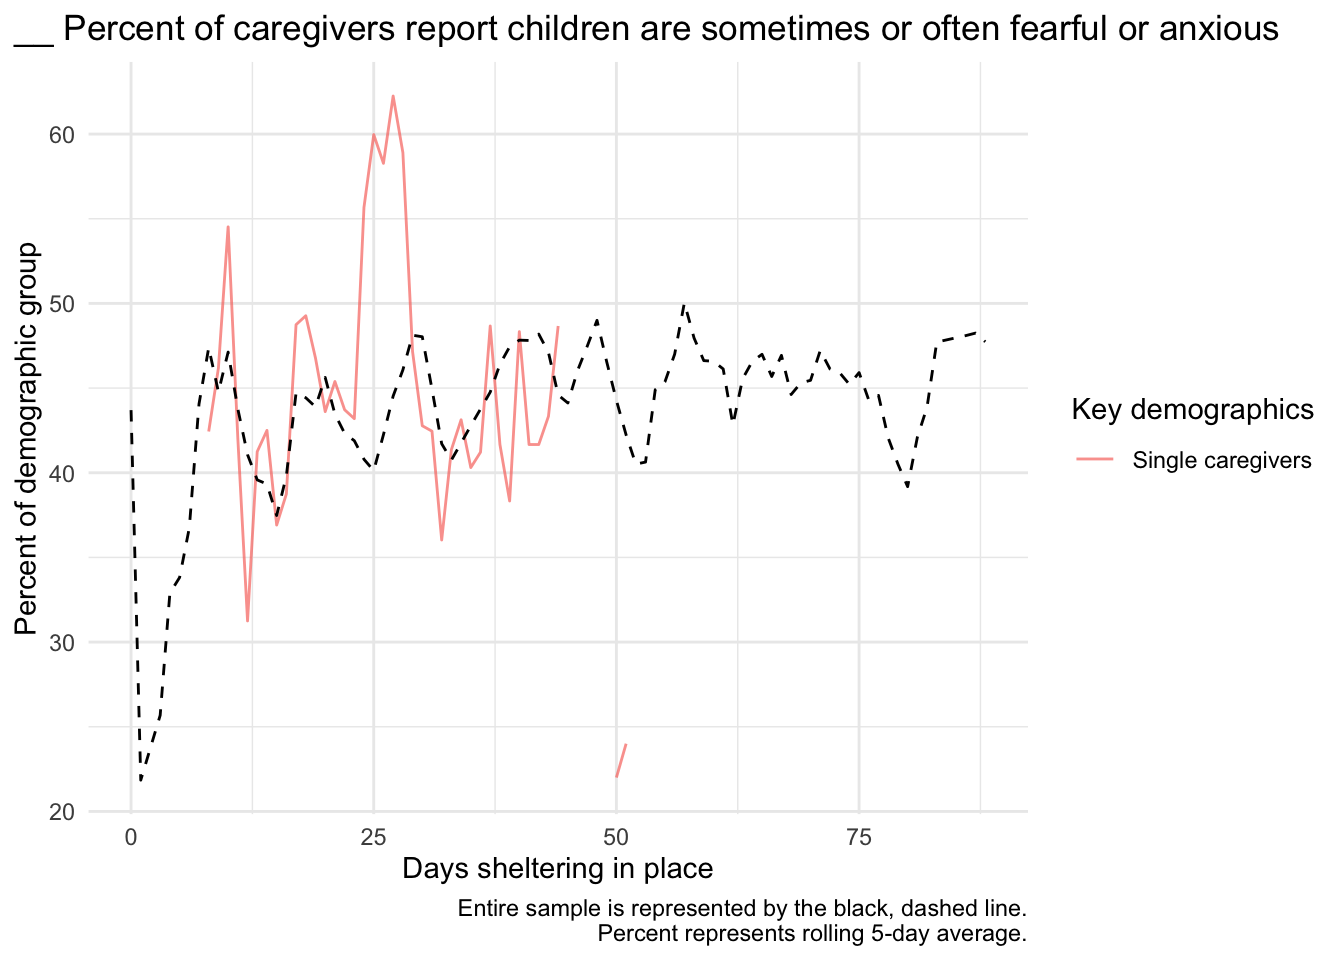 __ Percent of caregivers report children are sometimes or often fearful or anxious
Percent of demographic group
60
50
40
30
20
0
25
50
75
Days sheltering in place
Key demographics
Single caregivers
Entire sample is represented by the black, dashed line.
Percent represents rolling 5-day average.